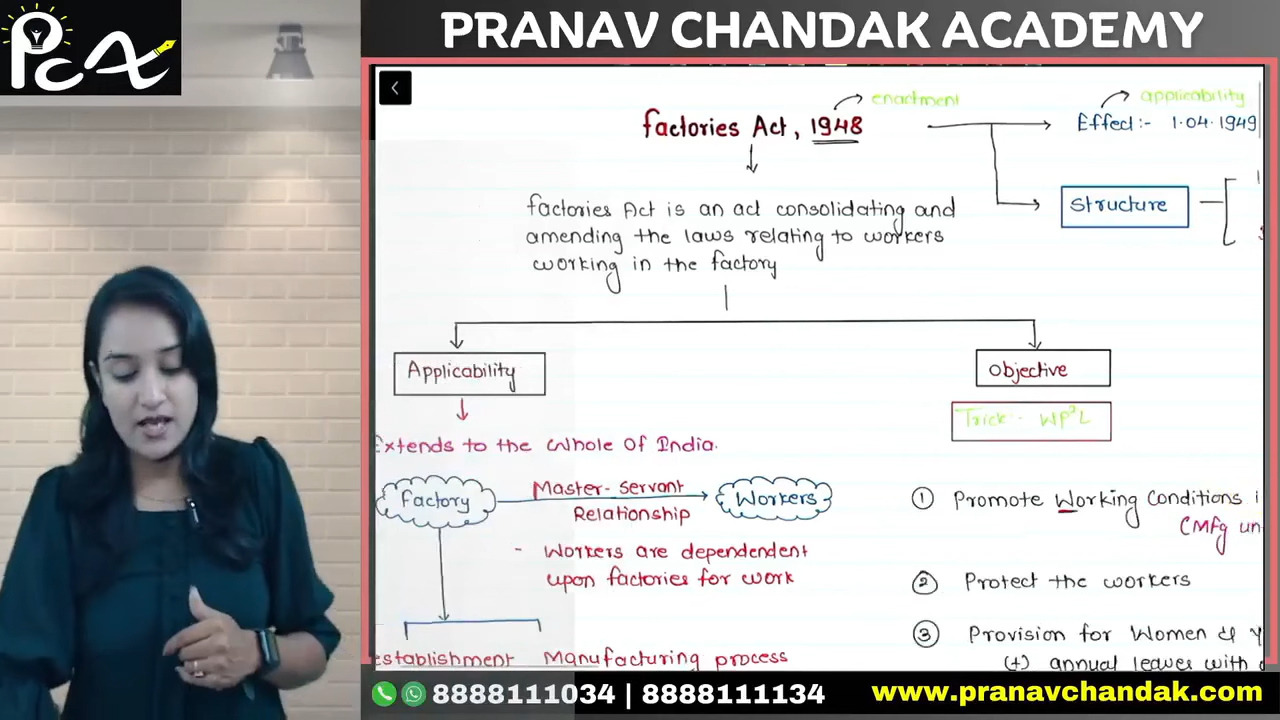 PCA
PRANAV CHANDAK ACADEMY
enactment
applicability
factories Act, 1948
Effect:- 1.04.1949
Structure
factories Act is an act consolidating and
amending the laws relating to workers
working in the factory
Applicability
Objective
Trick:- WP²L
Extends to the whole Of India.
factory
Master-Servant
Relationship
Workers
- Workers are dependent
upon factories for work
① Promote Working Conditions i
CMfg un
② Protect the workers
③ Provision for Women & Y
(+) annual leaves with
establishment
Manufacturing process
8888111034 | 8888111134
www.pranavchandak.com